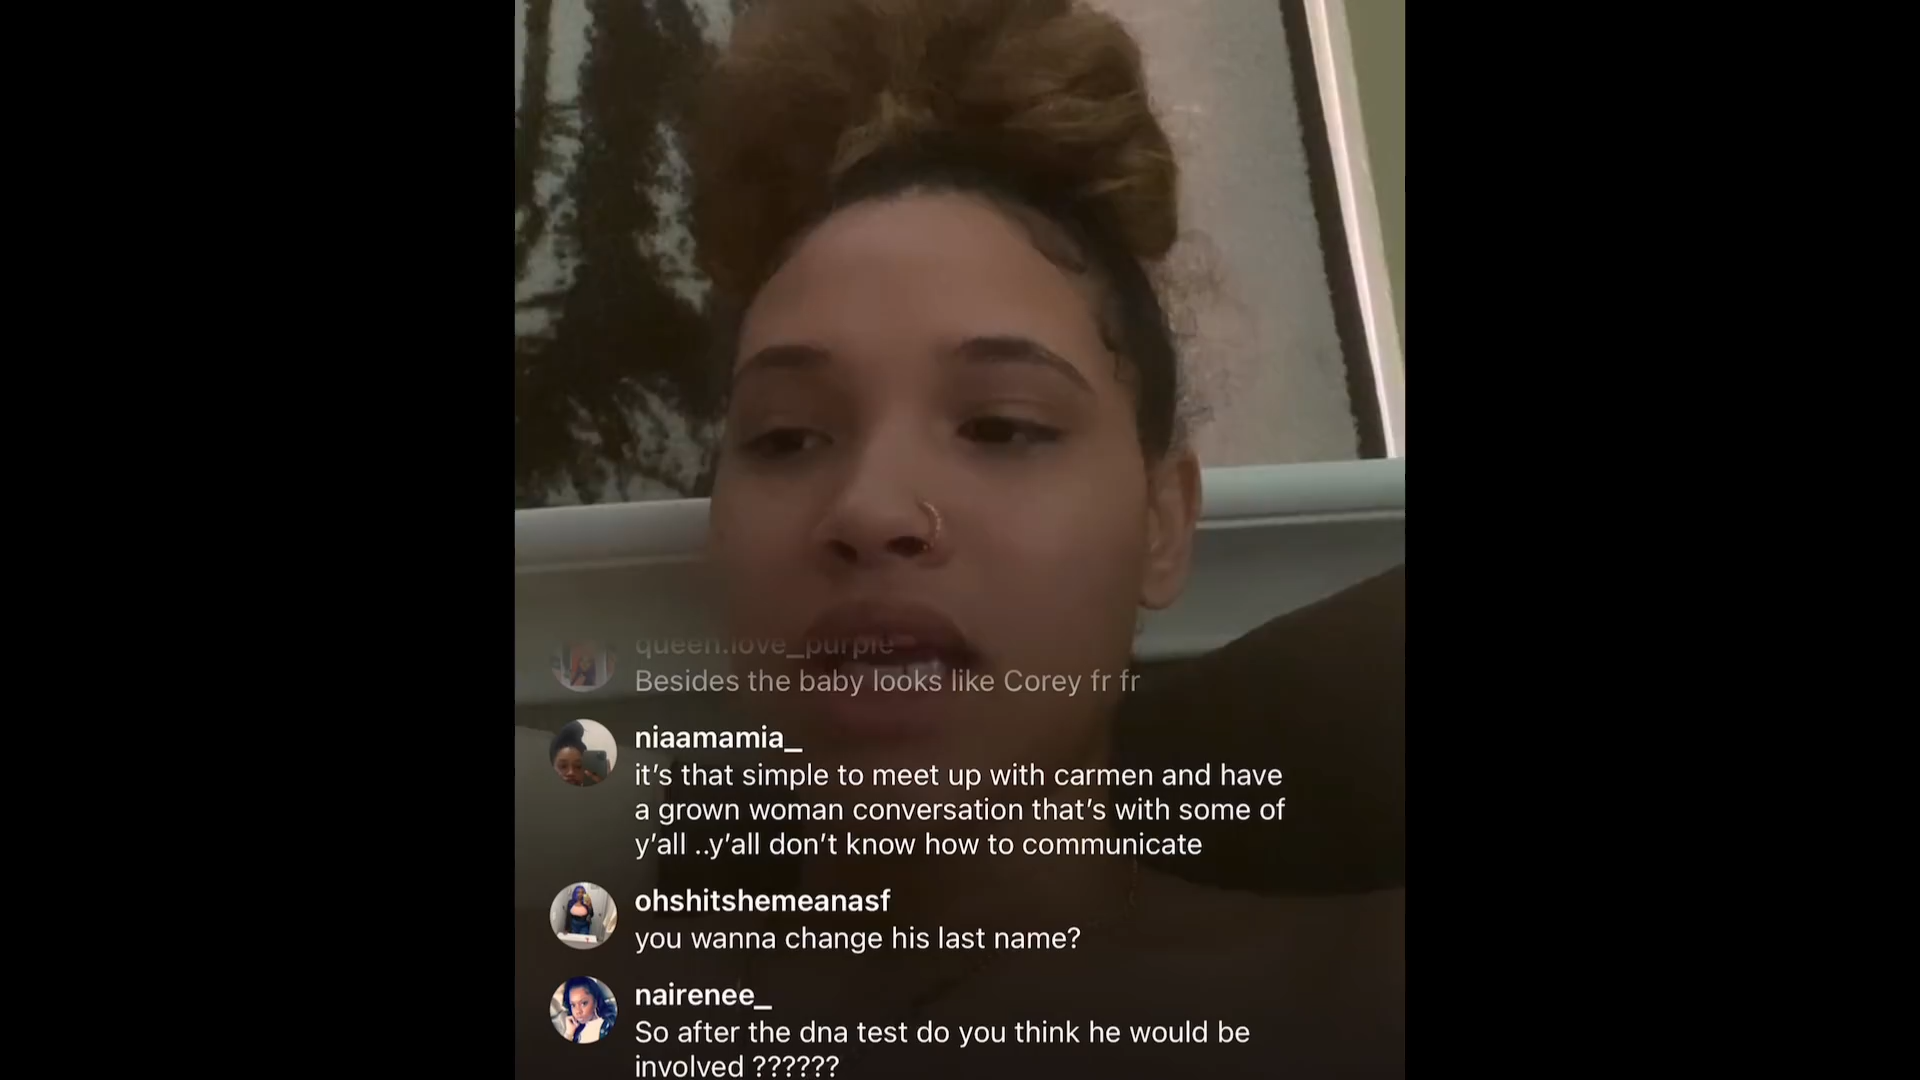 queen.love_purple
Besides the baby looks like Corey fr fr
niaamamia_
it’s that simple to meet up with carmen and have
a grown woman conversation that’s with some of
y’all ..y’all don’t know how to communicate
ohshitshemeanasf
you wanna change his last name?
nairenee_
So after the dna test do you think he would be
involved ??????